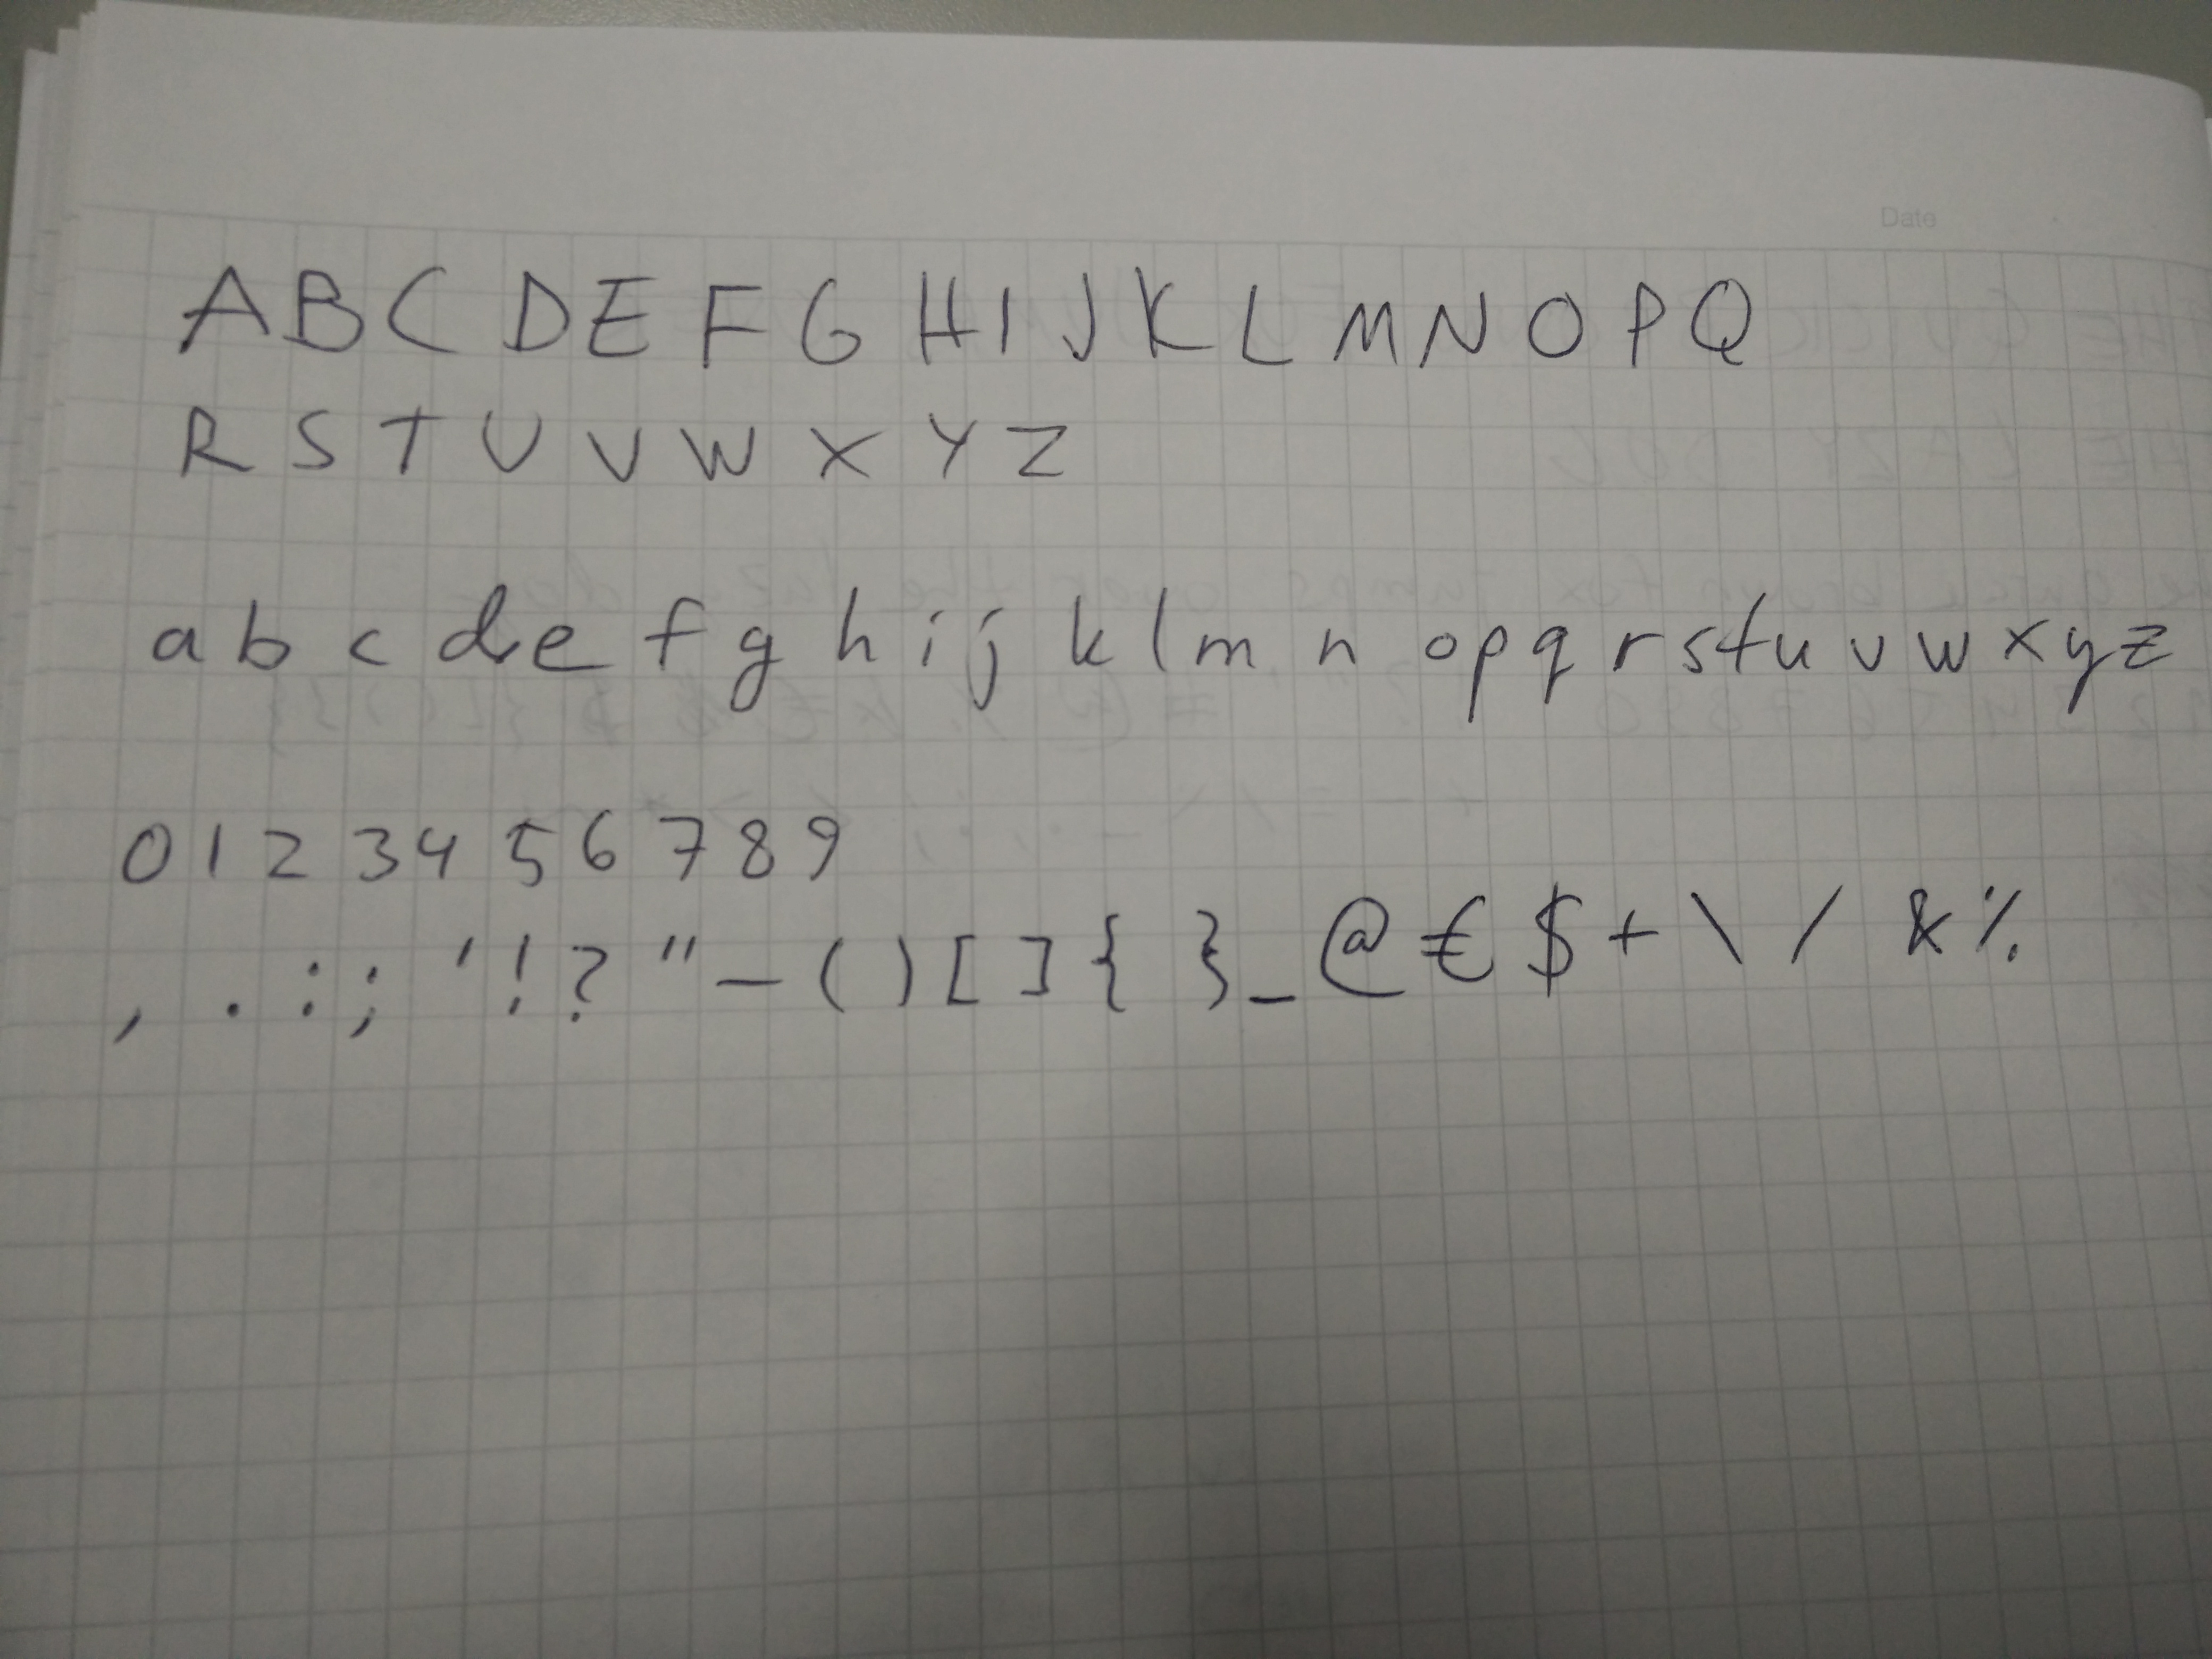 Date
A B C D E F G H I J K L M N O P Q
R S T U V W X Y Z
a b c d e f g h i j k l m n o p q r s t u v w x y z
0 1 2 3 4 5 6 7 8 9
, . : ; ' ! ? " - ( ) [ ] { } _ @ € $ + \ / & %